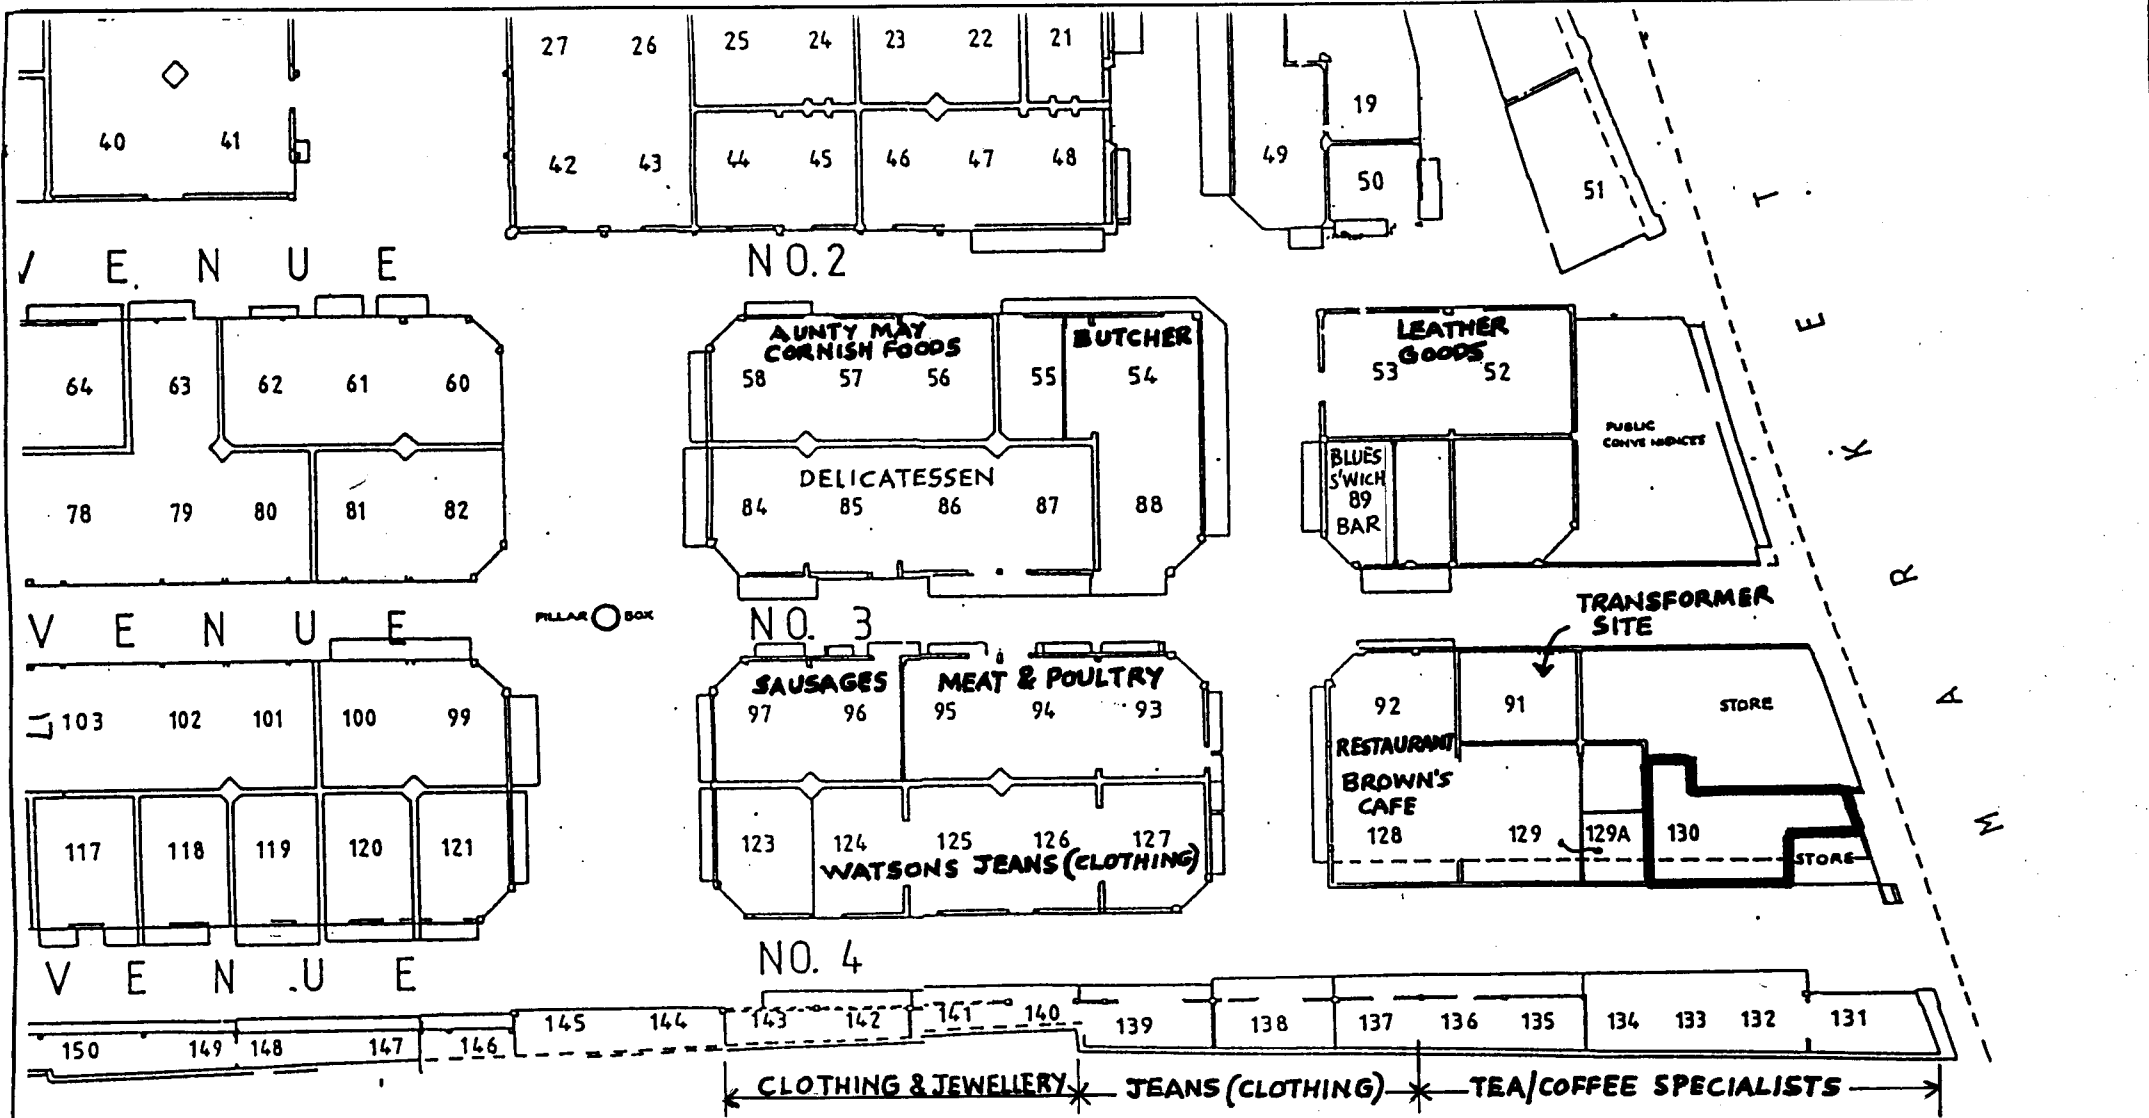 27 26 25 24 23 22 21
19
40 41 42 43 44 45 46 47 48 49 50 51
V E N U E NO. 2
AUNTY MAY
CORNISH FOODS
BUTCHER
LEATHER
GOODS
64 63 62 61 60 58 57 56 55 54 53 52
PUBLIC
CONVENIENCES
DELICATESSEN
BLUES
S'WICH
89
BAR
78 79 80 81 82 84 85 86 87 88
V E N U E PILLAR BOX NO. 3
TRANSFORMER
SITE
SAUSAGES MEAT & POULTRY
103 102 101 100 99 97 96 95 94 93 92 91 STORE
RESTAURANT
BROWN'S
CAFE
117 118 119 120 121 123 124 125 126 127 128 129 129A 130
WATSONS JEANS (CLOTHING)
STORE
V E N U E NO. 4
150 149 148 147 146 145 144 143 142 141 140 139 138 137 136 135 134 133 132 131
CLOTHING & JEWELLERY JEANS (CLOTHING) TEA/COFFEE SPECIALISTS
M A R K E T